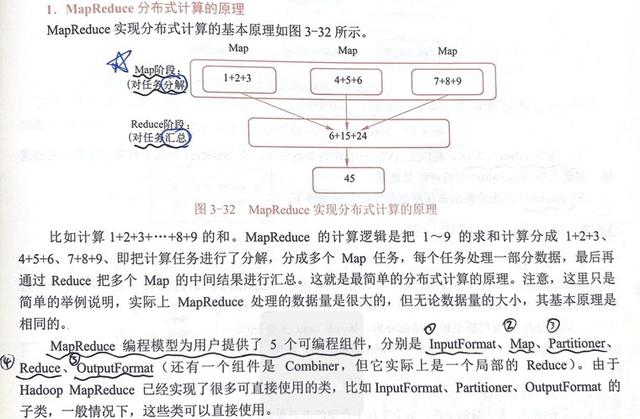 1. MapReduce 分布式计算的原理
MapReduce 实现分布式计算的基本原理如图 3-32 所示。
Map Map Map
Map阶段：
(对任务分解)
1+2+3 4+5+6 7+8+9
Reduce阶段：
(对任务汇总)
6+15+24
45
图 3-32 MapReduce 实现分布式计算的原理
比如计算 1+2+3+…+8+9 的和。MapReduce 的计算逻辑是把 1～9 的求和计算分成 1+2+3、
4+5+6、7+8+9、即把计算任务进行了分解，分成多个 Map 任务，每个任务处理一部分数据，最后再
通过 Reduce 把多个 Map 的中间结果进行汇总。这就是最简单的分布式计算的原理。注意，这里只是
简单的举例说明，实际上 MapReduce 处理的数据量是很大的，但无论数据量的大小，其基本原理是
相同的。
① ② ③
MapReduce 编程模型为用户提供了 5 个可编程组件，分别是 InputFormat、Map、Partitioner、
④ ⑤
Reduce、OutputFormat（还有一个组件是 Combiner，但它实际上是一个局部的 Reduce）。由于
Hadoop MapReduce 已经实现了很多可直接使用的类，比如 InputFormat、Partitioner、OutputFormat 的
子类，一般情况下，这些类可以直接使用。